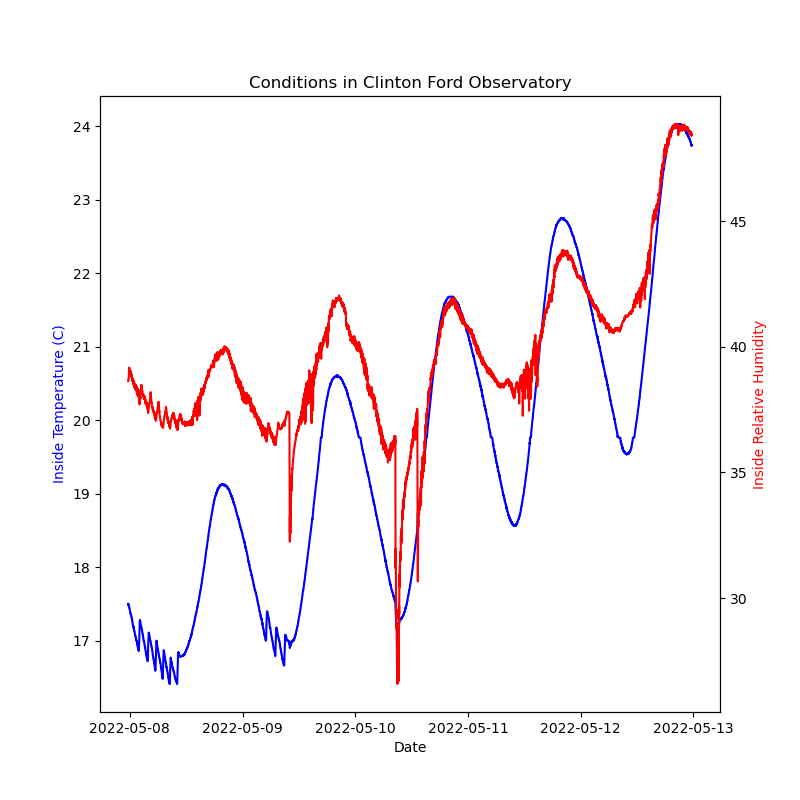 Conditions in Clinton Ford Observatory
24
23
22
21
20
19
18
17
Inside Temperature (C)
45
40
35
30
Inside Relative Humidity
2022-05-08 2022-05-09 2022-05-10 2022-05-11 2022-05-12 2022-05-13
Date